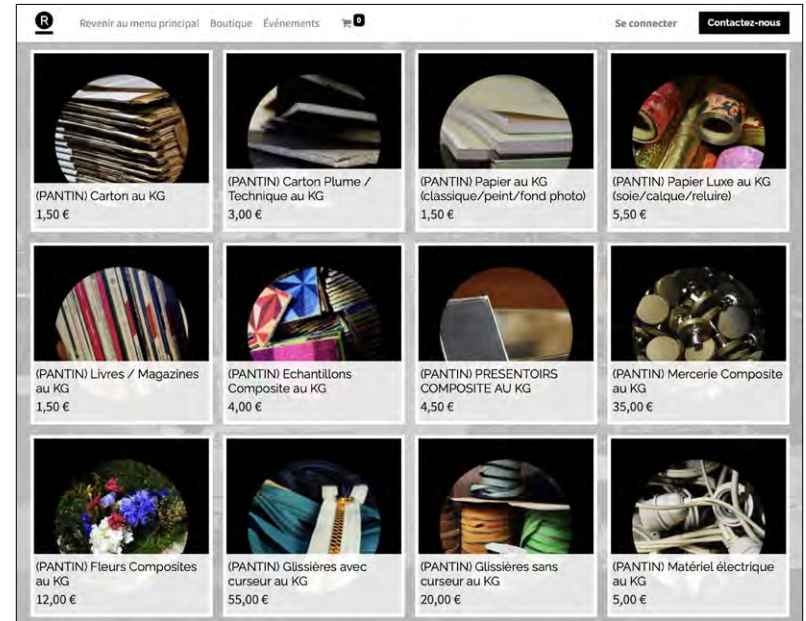 R
Revenir au menu principal Boutique Événements 0 Se connecter Contactez-nous
(PANTIN) Carton au KG
1,50 €
(PANTIN) Carton Plume /
Technique au KG
3,00 €
(PANTIN) Papier au KG
(classique/peint/fond photo)
1,50 €
(PANTIN) Papier Luxe au KG
(soie/calque/reluire)
5,50 €
(PANTIN) Livres / Magazines
au KG
1,50 €
(PANTIN) Echantillons
Composite au KG
4,00 €
(PANTIN) PRESENTOIRS
COMPOSITE AU KG
4,50 €
(PANTIN) Mercerie Composite
au KG
35,00 €
(PANTIN) Fleurs Composites
au KG
12,00 €
(PANTIN) Glissières avec
curseur au KG
55,00 €
(PANTIN) Glissières sans
curseur au KG
20,00 €
(PANTIN) Matériel électrique
au KG
5,00 €